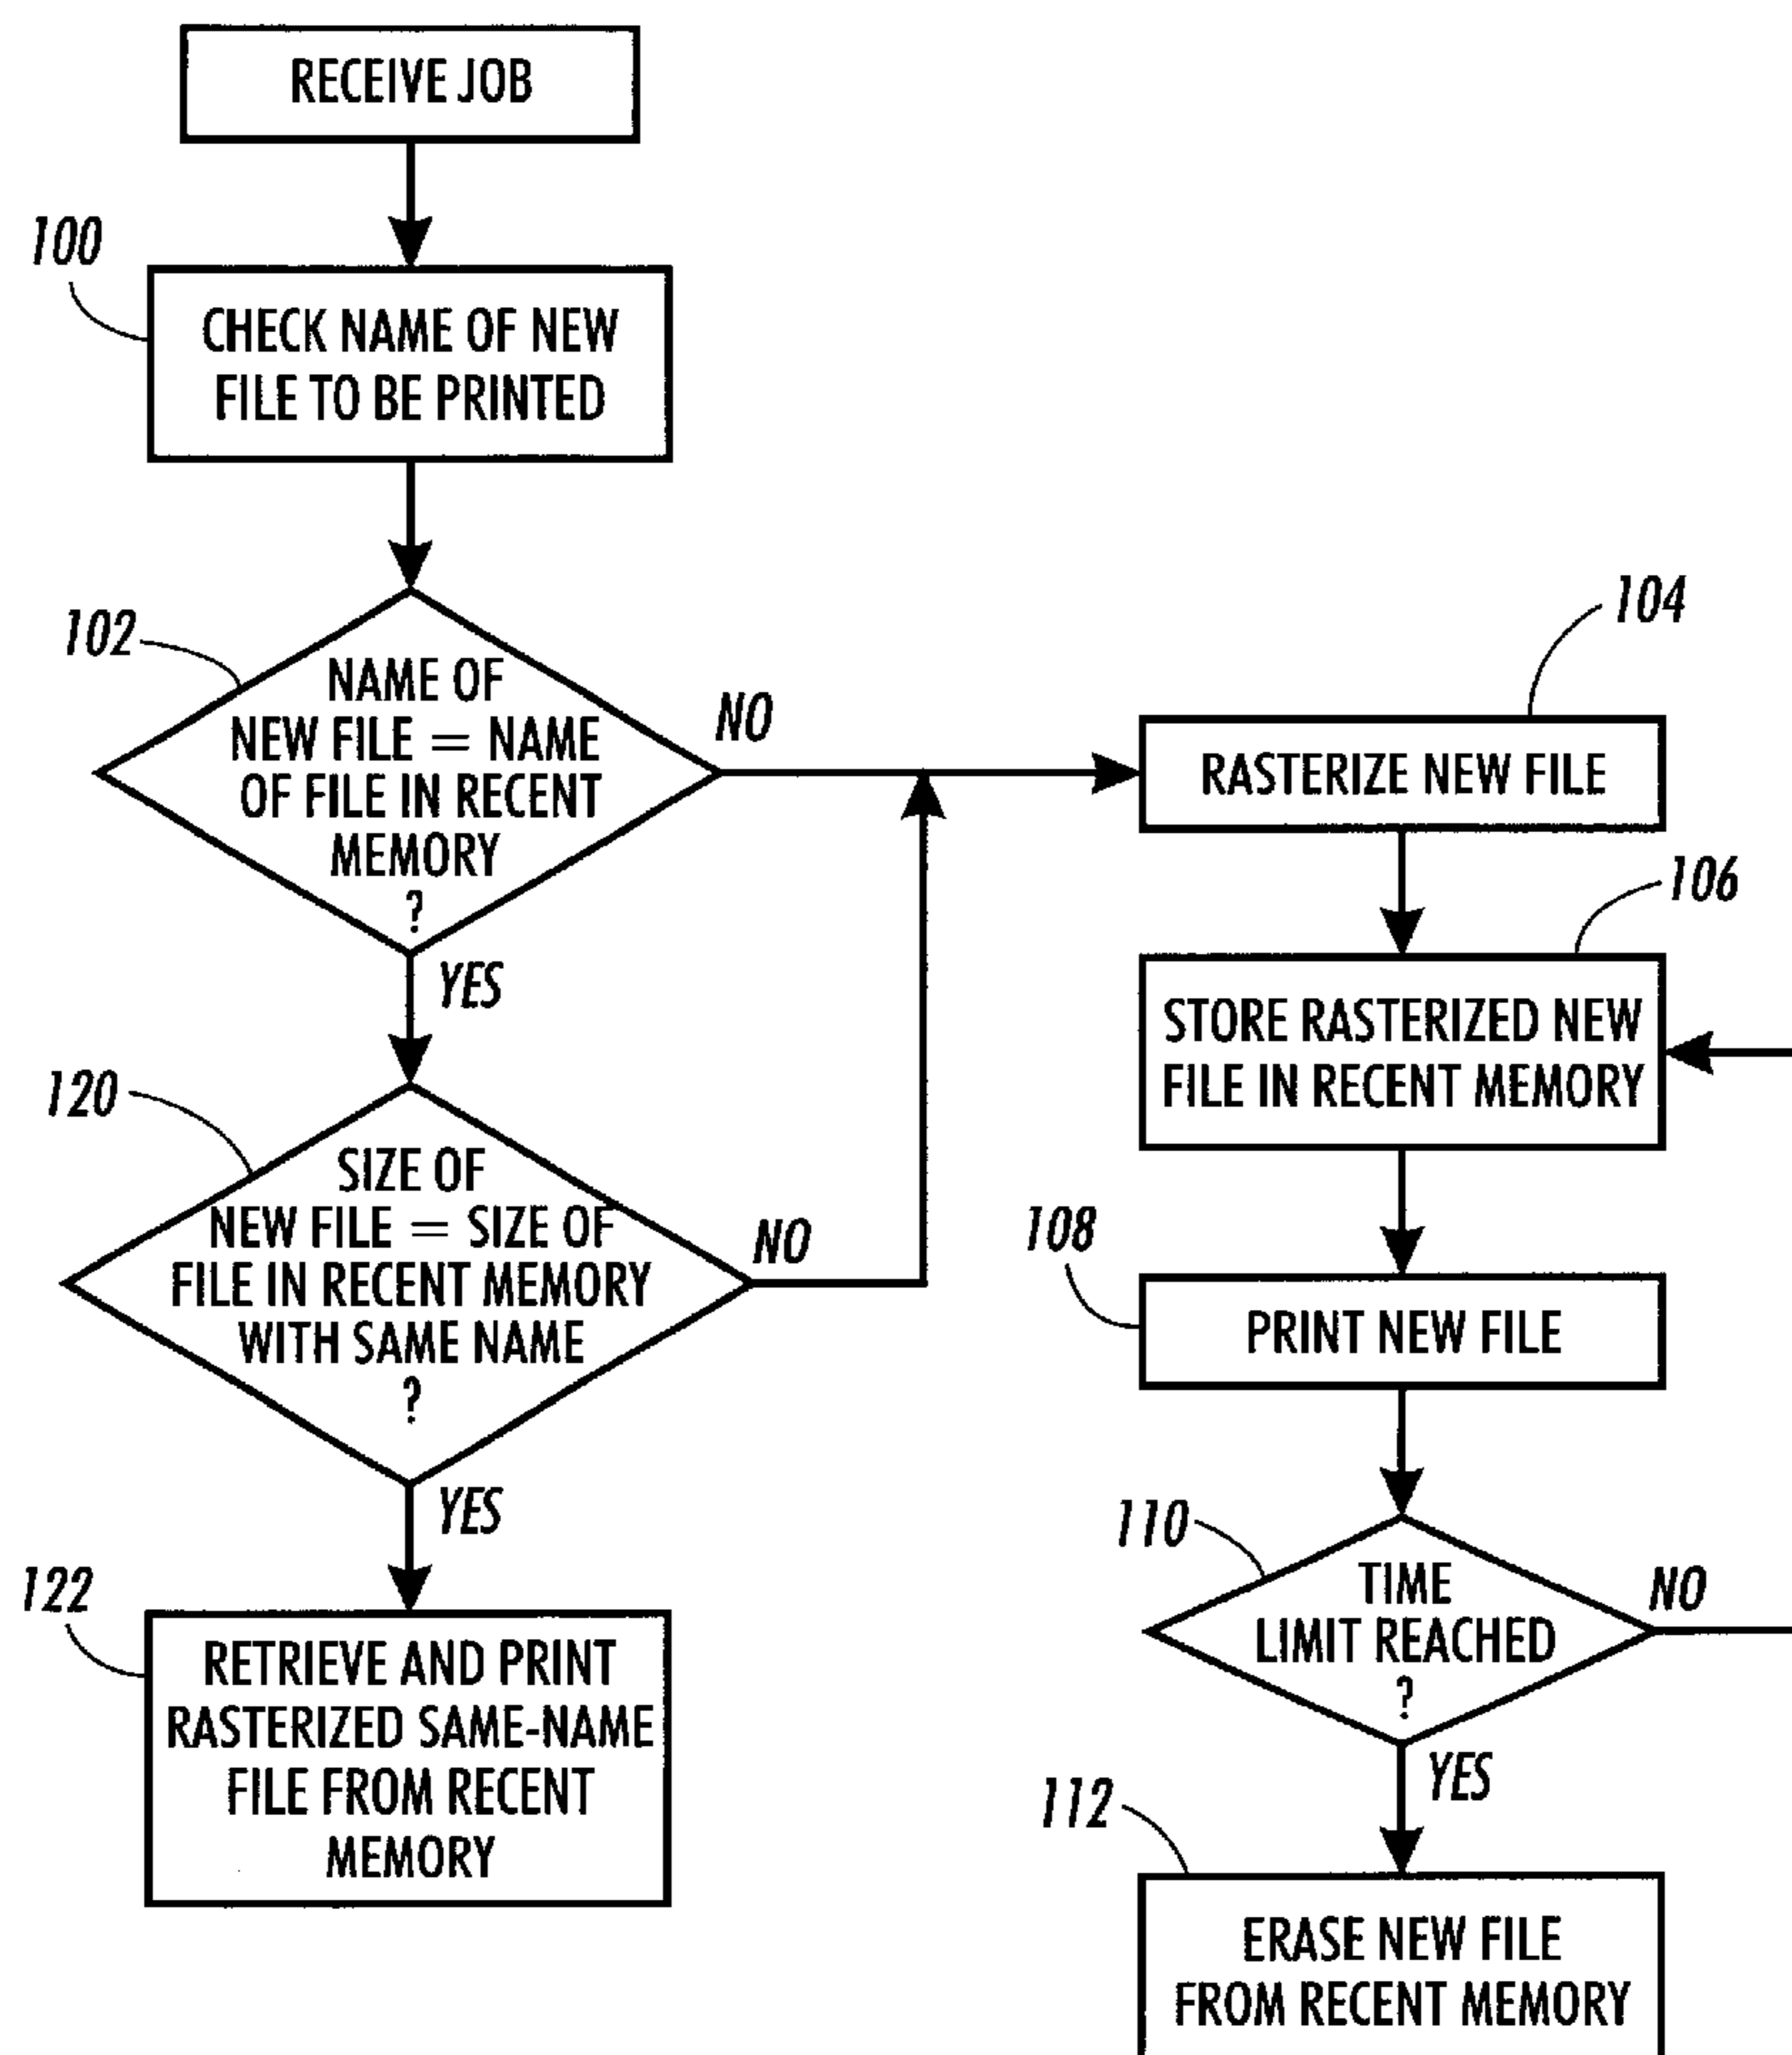 RECEIVE JOB
100
CHECK NAME OF NEW
FILE TO BE PRINTED
102
NAME OF
NEW FILE = NAME
OF FILE IN RECENT
MEMORY
?
NO
YES
120
SIZE OF
NEW FILE = SIZE OF
FILE IN RECENT MEMORY
WITH SAME NAME
?
NO
YES
122
RETRIEVE AND PRINT
RASTERIZED SAME-NAME
FILE FROM RECENT
MEMORY
104
RASTERIZE NEW FILE
106
STORE RASTERIZED NEW
FILE IN RECENT MEMORY
108
PRINT NEW FILE
110
TIME
LIMIT REACHED
?
NO
YES
112
ERASE NEW FILE
FROM RECENT MEMORY